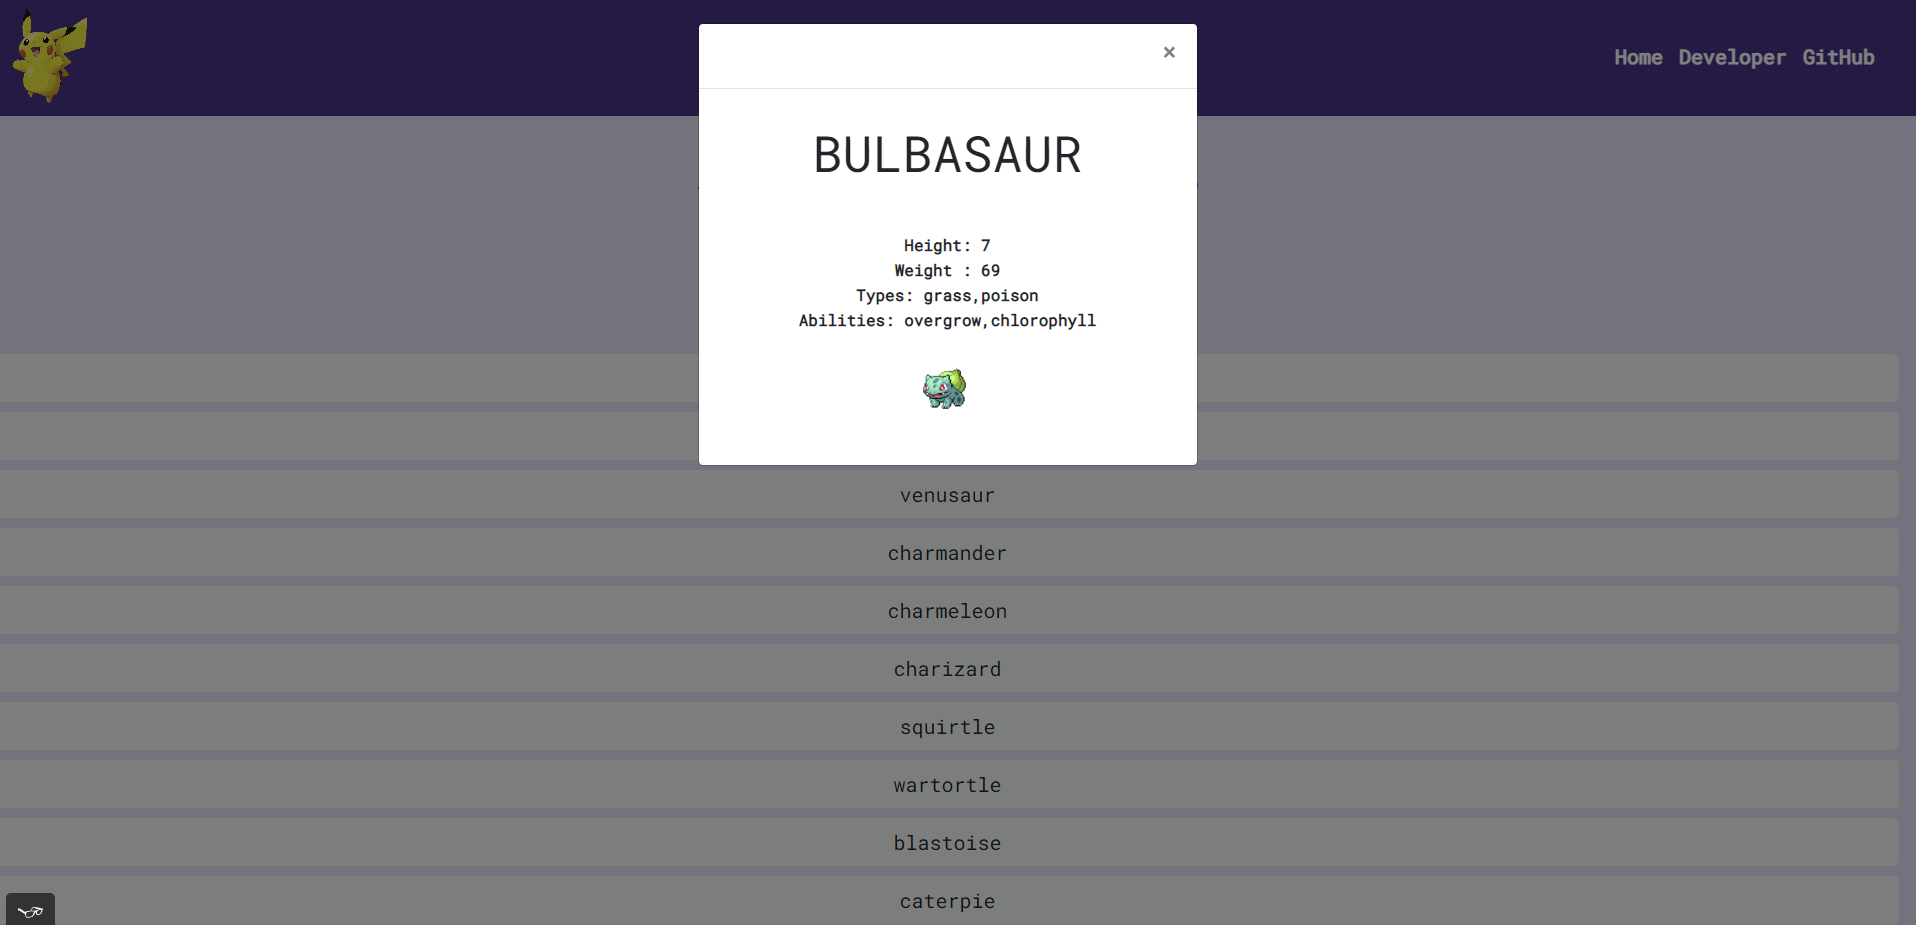 Home Developer GitHub
×
BULBASAUR
Height: 7
Weight : 69
Types: grass,poison
Abilities: overgrow,chlorophyll
venusaur
charmander
charmeleon
charizard
squirtle
wartortle
blastoise
caterpie